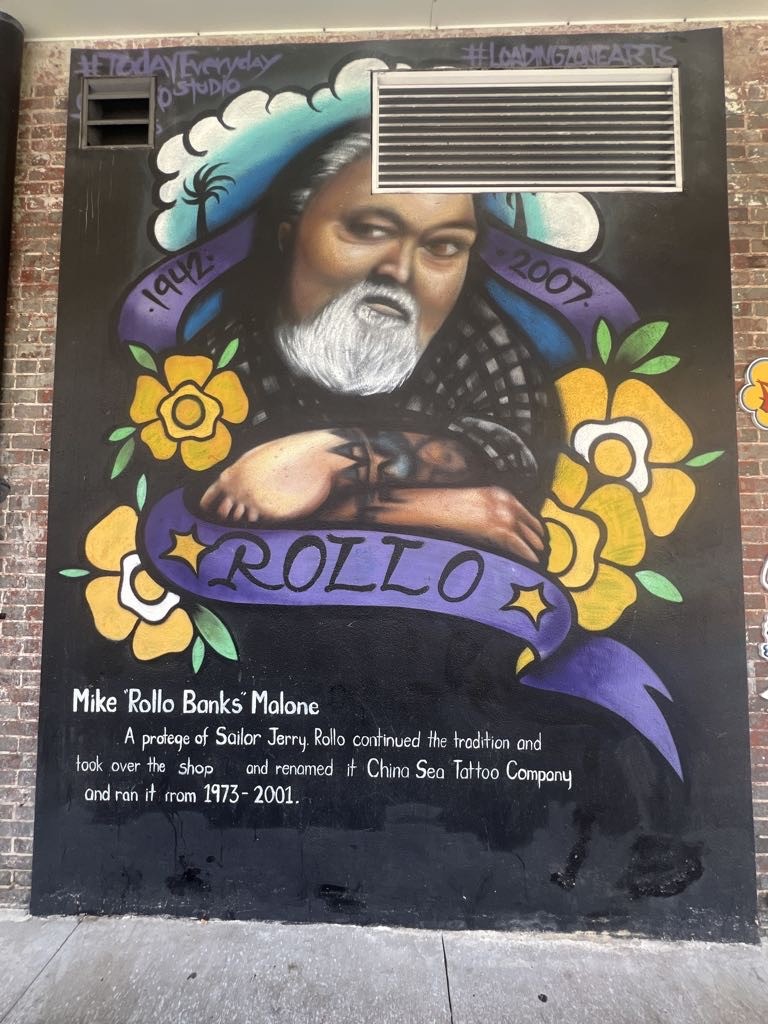 #TODAYEveryday
STUDIO
#LOADINGZONEARTS
·1942·
2007·
ROLLO
Mike "Rollo Banks" Malone
A protege of Sailor Jerry. Rollo continued the tradition and
took over the shop and renamed it China Sea Tattoo Company
and ran it from 1973-2001.